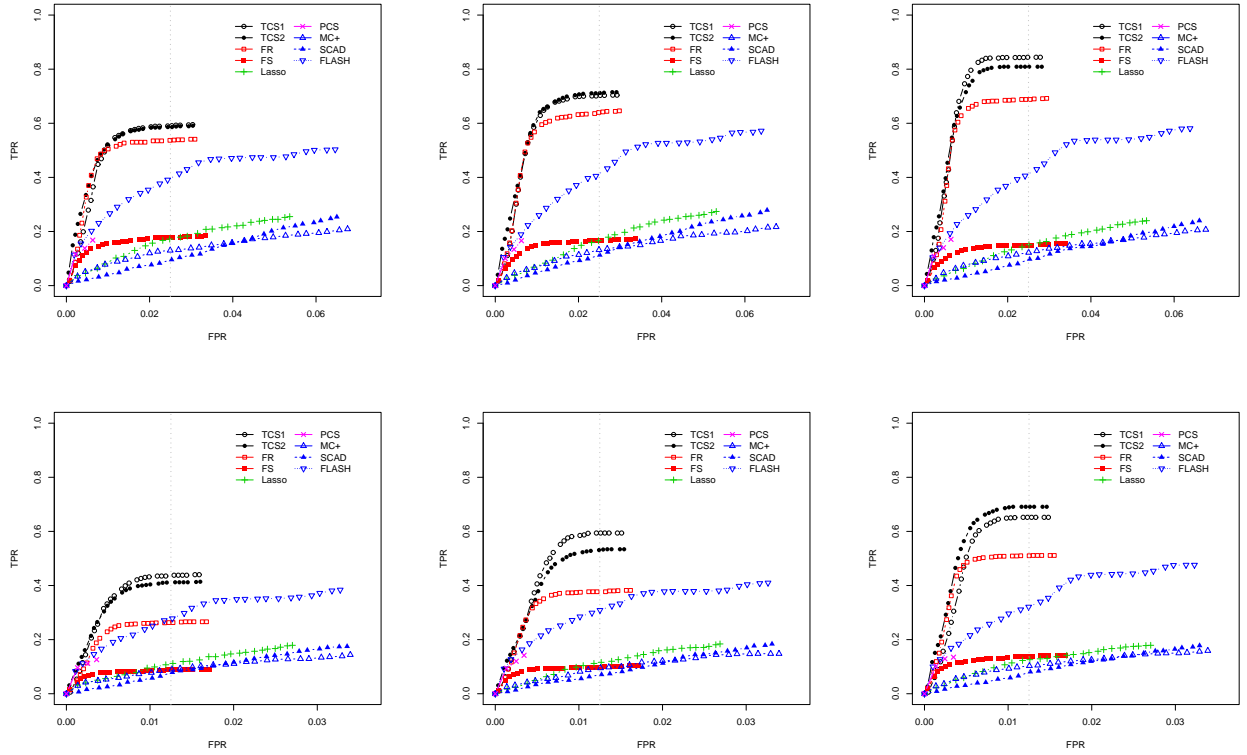 1.0
0.8
0.6
0.4
0.2
0.0
TPR
TCS1
TCS2
FR
FS
Lasso
PCS
MC+
SCAD
FLASH
0.00 0.02 0.04 0.06
FPR
1.0
0.8
0.6
0.4
0.2
0.0
TPR
TCS1
TCS2
FR
FS
Lasso
PCS
MC+
SCAD
FLASH
0.00 0.02 0.04 0.06
FPR
1.0
0.8
0.6
0.4
0.2
0.0
TPR
TCS1
TCS2
FR
FS
Lasso
PCS
MC+
SCAD
FLASH
0.00 0.02 0.04 0.06
FPR
1.0
0.8
0.6
0.4
0.2
0.0
TPR
TCS1
TCS2
FR
FS
Lasso
PCS
MC+
SCAD
FLASH
0.00 0.01 0.02 0.03
FPR
1.0
0.8
0.6
0.4
0.2
0.0
TPR
TCS1
TCS2
FR
FS
Lasso
PCS
MC+
SCAD
FLASH
0.00 0.01 0.02 0.03
FPR
1.0
0.8
0.6
0.4
0.2
0.0
TPR
TCS1
TCS2
FR
FS
Lasso
PCS
MC+
SCAD
FLASH
0.00 0.01 0.02 0.03
FPR